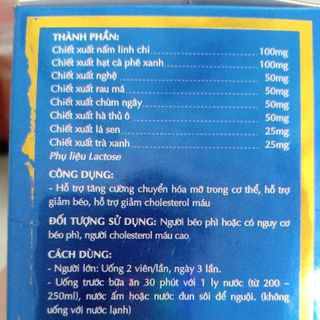 THÀNH PHẦN:
Chiết xuất nấm linh chi 100mg
Chiết xuất hạt cà phê xanh 100mg
Chiết xuất nghệ 50mg
Chiết xuất rau má 50mg
Chiết xuất chùm ngây 50mg
Chiết xuất hà thủ ô 50mg
Chiết xuất lá sen 25mg
Chiết xuất trà xanh 25mg
Phụ liệu Lactose
CÔNG DỤNG:
- Hỗ trợ tăng cường chuyển hóa mỡ trong cơ thể, hỗ trợ
giảm béo, hỗ trợ giảm cholesterol máu
ĐỐI TƯỢNG SỬ DỤNG: Người béo phì hoặc có nguy cơ
béo phì, người cholesterol máu cao
CÁCH DÙNG:
- Người lớn: Uống 2 viên/lần, ngày 3 lần.
- Uống trước bữa ăn 30 phút với 1 ly nước (từ 200 –
250ml), nước ấm hoặc nước đun sôi để nguội. (không
uống với nước lạnh)